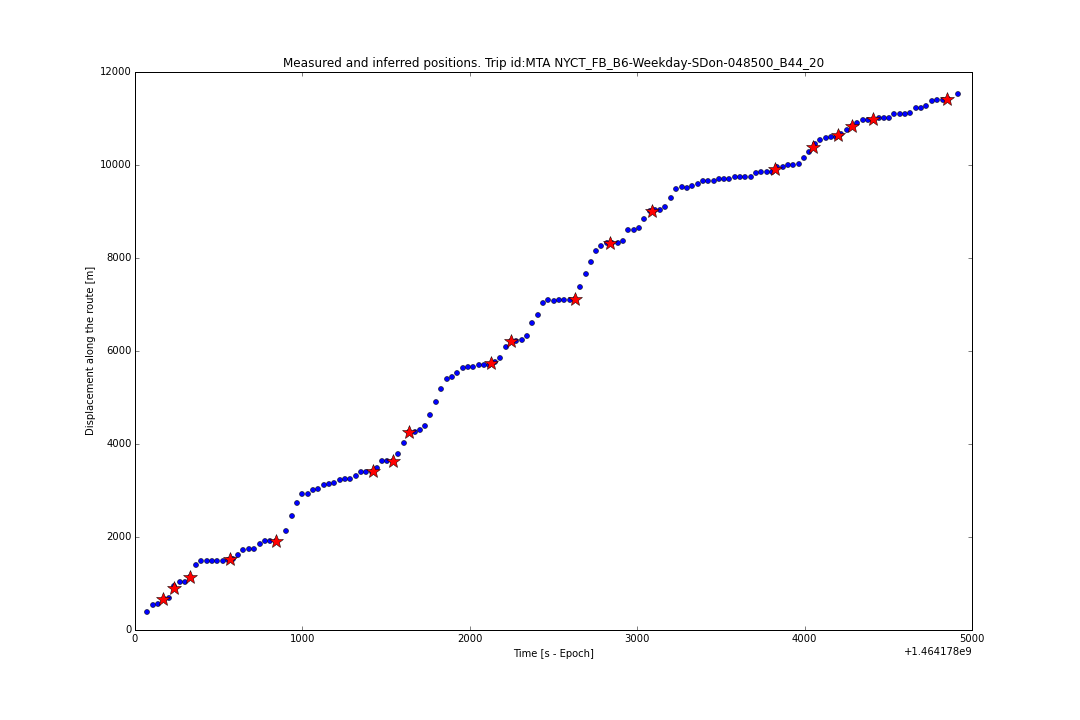 Measured and inferred positions. Trip id:MTA NYCT_FB_B6-Weekday-SDon-048500_B44_20
12000
10000
8000
6000
4000
2000
0
Displacement along the route [m]
0 1000 2000 3000 4000 5000
Time [s - Epoch]
+1.464178e9